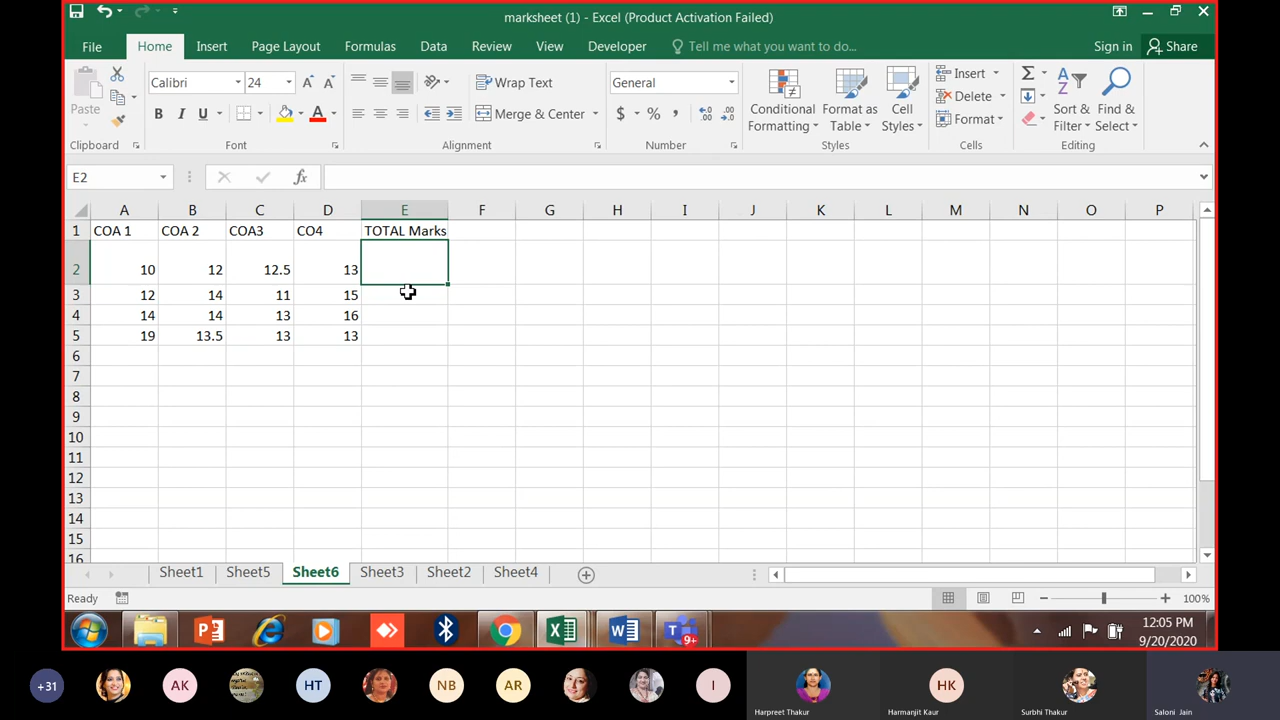 marksheet (1) - Excel (Product Activation Failed)
File Home Insert Page Layout Formulas Data Review View Developer Tell me what you want to do... Sign in Share
Paste Calibri 24 Wrap Text General Insert
B I U Merge & Center $ % Conditional Formatting Format as Table Cell Styles Delete Format Sort & Filter Find & Select
Clipboard Font Alignment Number Styles Cells Editing
E2 fx
A B C D E F G H I J K L M N O P
1 COA 1 COA 2 COA3 CO4 TOTAL Marks
2 10 12 12.5 13
3 12 14 11 15
4 14 14 13 16
5 19 13.5 13 13
6
7
8
9
10
11
12
13
14
15
16
Sheet1 Sheet5 Sheet6 Sheet3 Sheet2 Sheet4
Ready 100%
9+ 12:05 PM
9/20/2020
+31 AK HT NB AR I HK
Harpreet Thakur Harmanjit Kaur Surbhi Thakur Saloni Jain